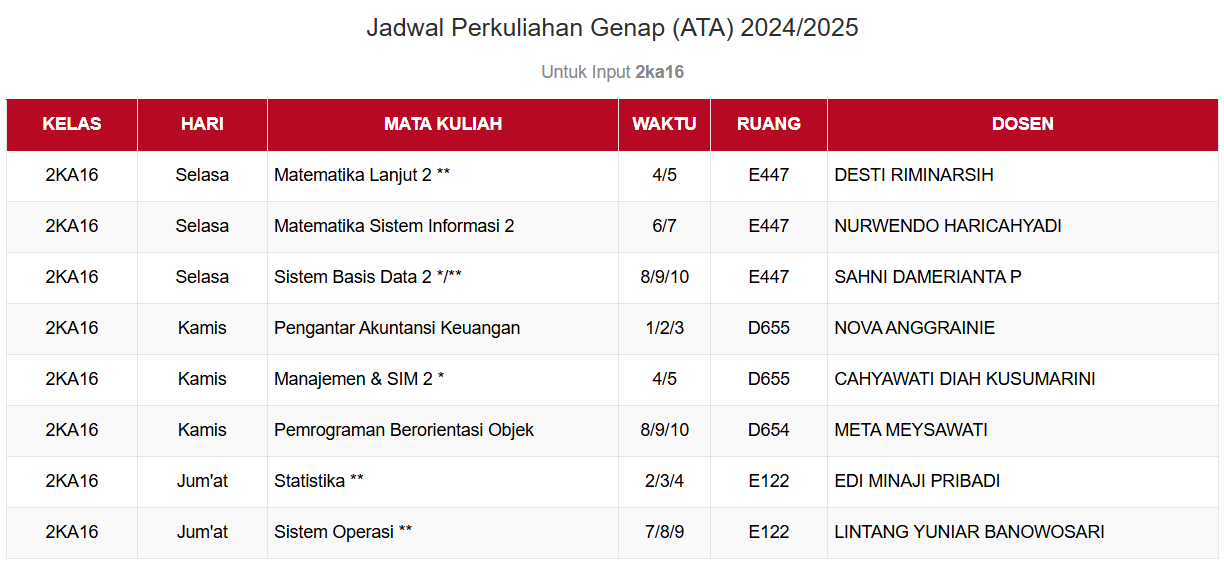 Jadwal Perkuliahan Genap (ATA) 2024/2025
Untuk Input 2ka16
KELAS HARI MATA KULIAH WAKTU RUANG DOSEN
2KA16 Selasa Matematika Lanjut 2 ** 4/5 E447 DESTI RIMINARSIH
2KA16 Selasa Matematika Sistem Informasi 2 6/7 E447 NURWENDO HARICAHYADI
2KA16 Selasa Sistem Basis Data 2 */** 8/9/10 E447 SAHNI DAMERIANTA P
2KA16 Kamis Pengantar Akuntansi Keuangan 1/2/3 D655 NOVA ANGGRAINIE
2KA16 Kamis Manajemen & SIM 2 * 4/5 D655 CAHYAWATI DIAH KUSUMARINI
2KA16 Kamis Pemrograman Berorientasi Objek 8/9/10 D654 META MEYSAWATI
2KA16 Jum'at Statistika ** 2/3/4 E122 EDI MINAJI PRIBADI
2KA16 Jum'at Sistem Operasi ** 7/8/9 E122 LINTANG YUNIAR BANOWOSARI